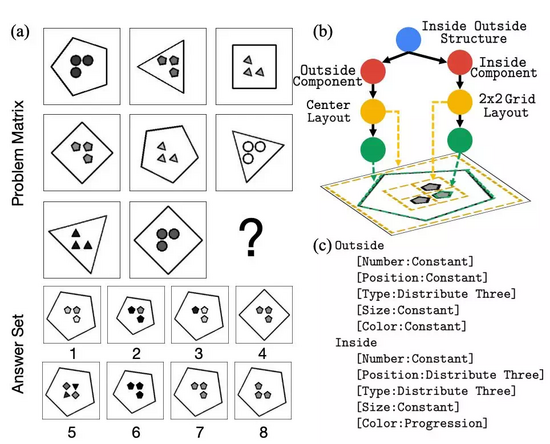 (a)
Problem Matrix
?
Answer Set
1 2 3 4
5 6 7 8
(b)
Inside Outside
Structure
Outside
Component
Inside
Component
Center
Layout
2x2 Grid
Layout
(c)
Outside
[Number:Constant]
[Position:Constant]
[Type:Distribute Three]
[Size:Constant]
[Color:Constant]
Inside
[Number:Constant]
[Position:Distribute Three]
[Type:Distribute Three]
[Size:Constant]
[Color:Progression]